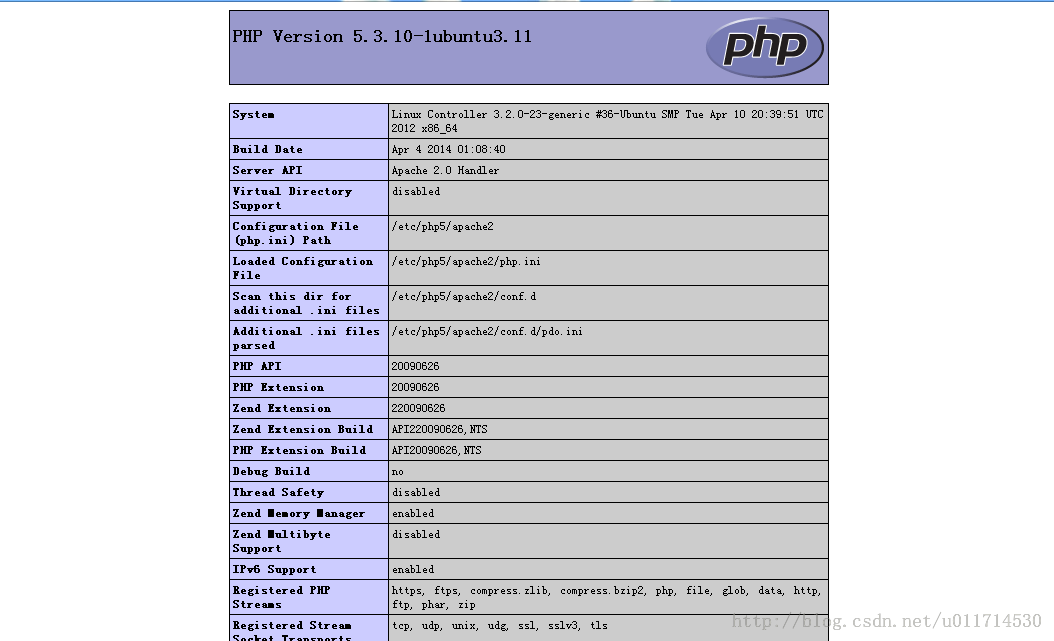 PHP Version 5.3.10-1ubuntu3.11
php
System
Linux Controller 3.2.0-23-generic #36-Ubuntu SMP Tue Apr 10 20:39:51 UTC
2012 x86_64
Build Date
Apr 4 2014 01:08:40
Server API
Apache 2.0 Handler
Virtual Directory
Support
disabled
Configuration File
(php.ini) Path
/etc/php5/apache2
Loaded Configuration
File
/etc/php5/apache2/php.ini
Scan this dir for
additional .ini files
/etc/php5/apache2/conf.d
Additional .ini files
parsed
/etc/php5/apache2/conf.d/pdo.ini
PHP API
20090626
PHP Extension
20090626
Zend Extension
220090626
Zend Extension Build
API220090626,NTS
PHP Extension Build
API20090626,NTS
Debug Build
no
Thread Safety
disabled
Zend Memory Manager
enabled
Zend Multibyte
Support
disabled
IPv6 Support
enabled
Registered PHP
Streams
https, ftps, compress.zlib, compress.bzip2, php, file, glob, data, http,
ftp, phar, zip
Registered Stream
Socket Transports
tcp, udp, unix, udg, ssl, sslv3, tls
http://blog.csdn.net/u011714530